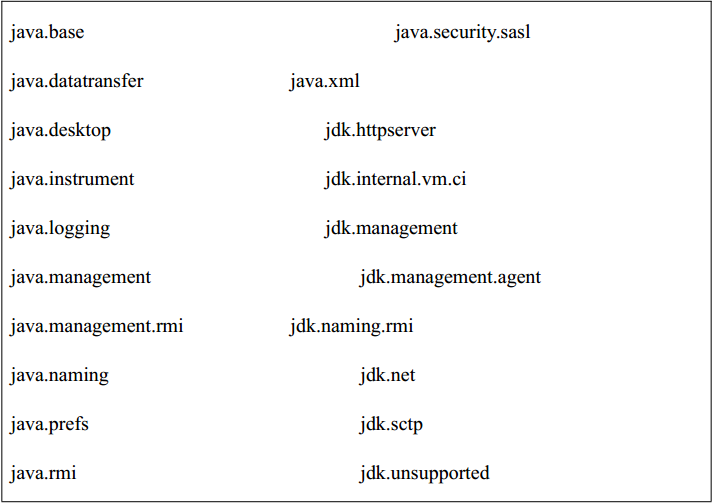 java.base java.security.sasl
java.datatransfer java.xml
java.desktop jdk.httpserver
java.instrument jdk.internal.vm.ci
java.logging jdk.management
java.management jdk.management.agent
java.management.rmi jdk.naming.rmi
java.naming jdk.net
java.prefs jdk.sctp
java.rmi jdk.unsupported